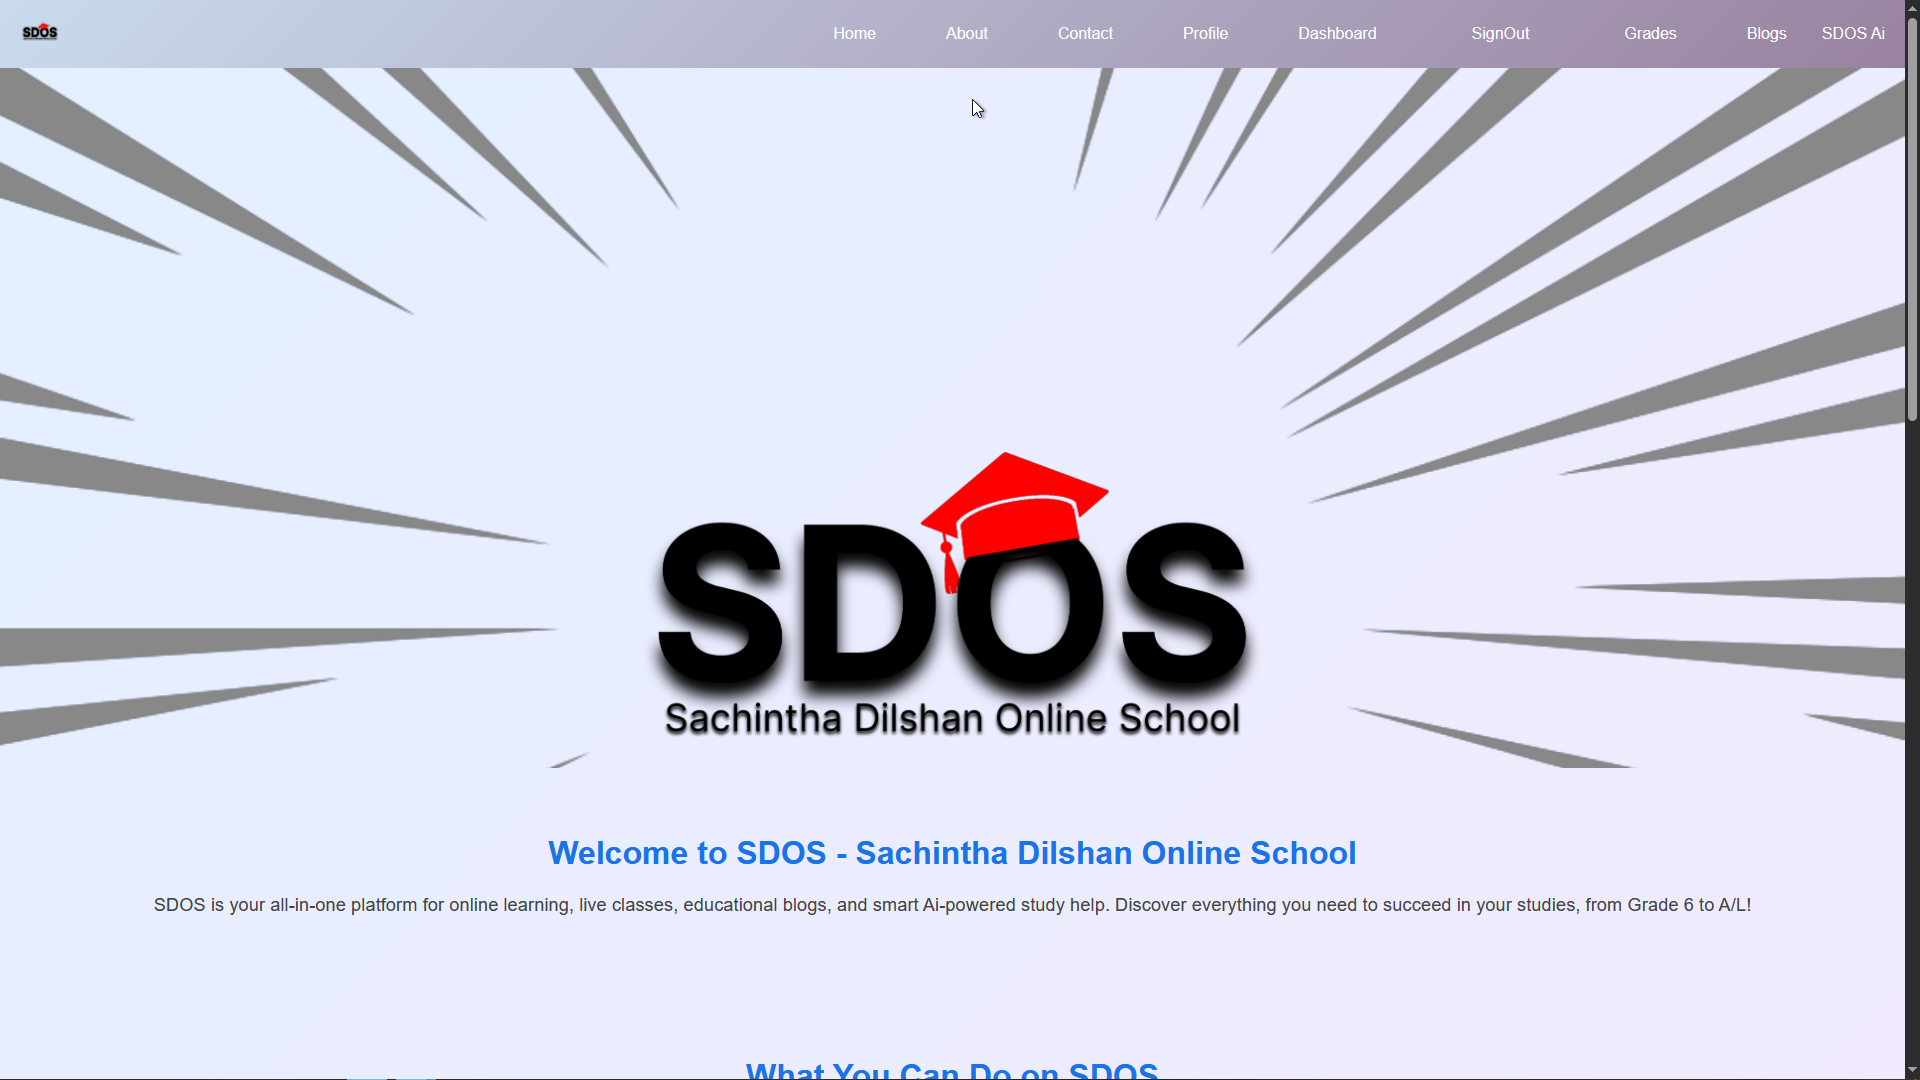 SDOS
Home About Contact Profile Dashboard SignOut Grades Blogs SDOS Ai
SDOS
Sachintha Dilshan Online School
Welcome to SDOS - Sachintha Dilshan Online School
SDOS is your all-in-one platform for online learning, live classes, educational blogs, and smart Ai-powered study help. Discover everything you need to succeed in your studies, from Grade 6 to A/L!
What You Can Do on SDOS